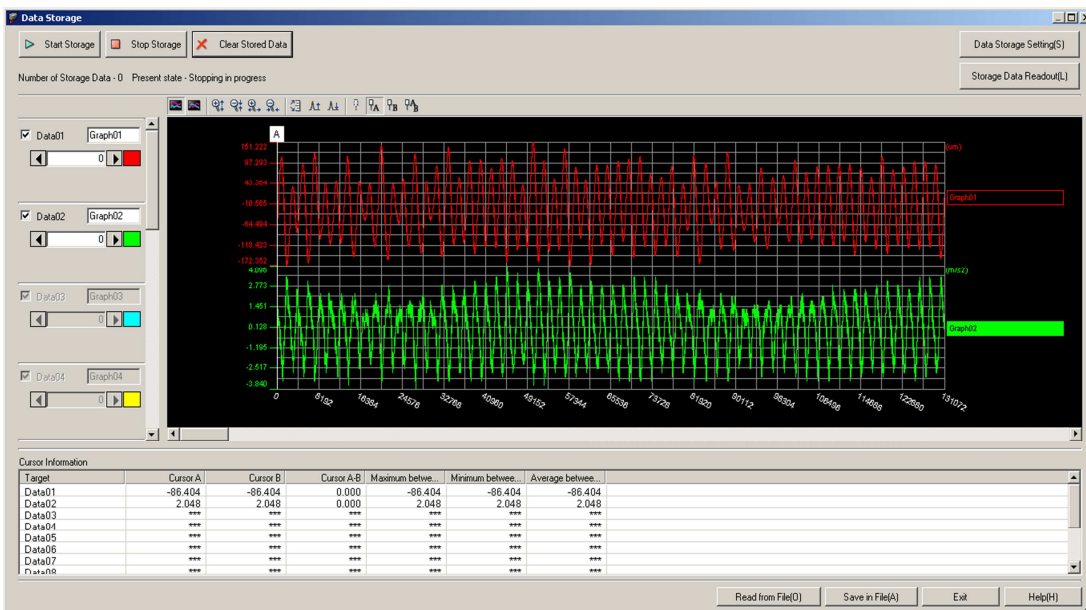 Data Storage
Start Storage Stop Storage Clear Stored Data Data Storage Setting(S)
Number of Storage Data - 0 Present state - Stopping in progress Storage Data Readout(L)
A B AB
A
Data01 Graph01
0
Data02 Graph02
0
Data03 Graph03
0
Data04 Graph04
0
151.222 (um)
97.293
43.364
-10.565 Graph01
-64.494
-118.423
-172.352
4.096 (m/s2)
2.773
1.451
0.128 Graph02
-1.195
-2.517
-3.840
0 8192 16384 24576 32768 40960 49152 57344 65536 73728 81920 90112 98304 106496 114688 122880 131072
Cursor Information
Target Cursor A Cursor B Cursor A-B Maximum betwe... Minimum betwee... Average betwee...
Data01 -86.404 -86.404 0.000 -86.404 -86.404 -86.404
Data02 2.048 2.048 0.000 2.048 2.048 2.048
Data03 *** *** *** *** *** ***
Data04 *** *** *** *** *** ***
Data05 *** *** *** *** *** ***
Data06 *** *** *** *** *** ***
Data07 *** *** *** *** *** ***
Data08 *** *** *** *** *** ***
Read from File(O) Save in File(A) Exit Help(H)